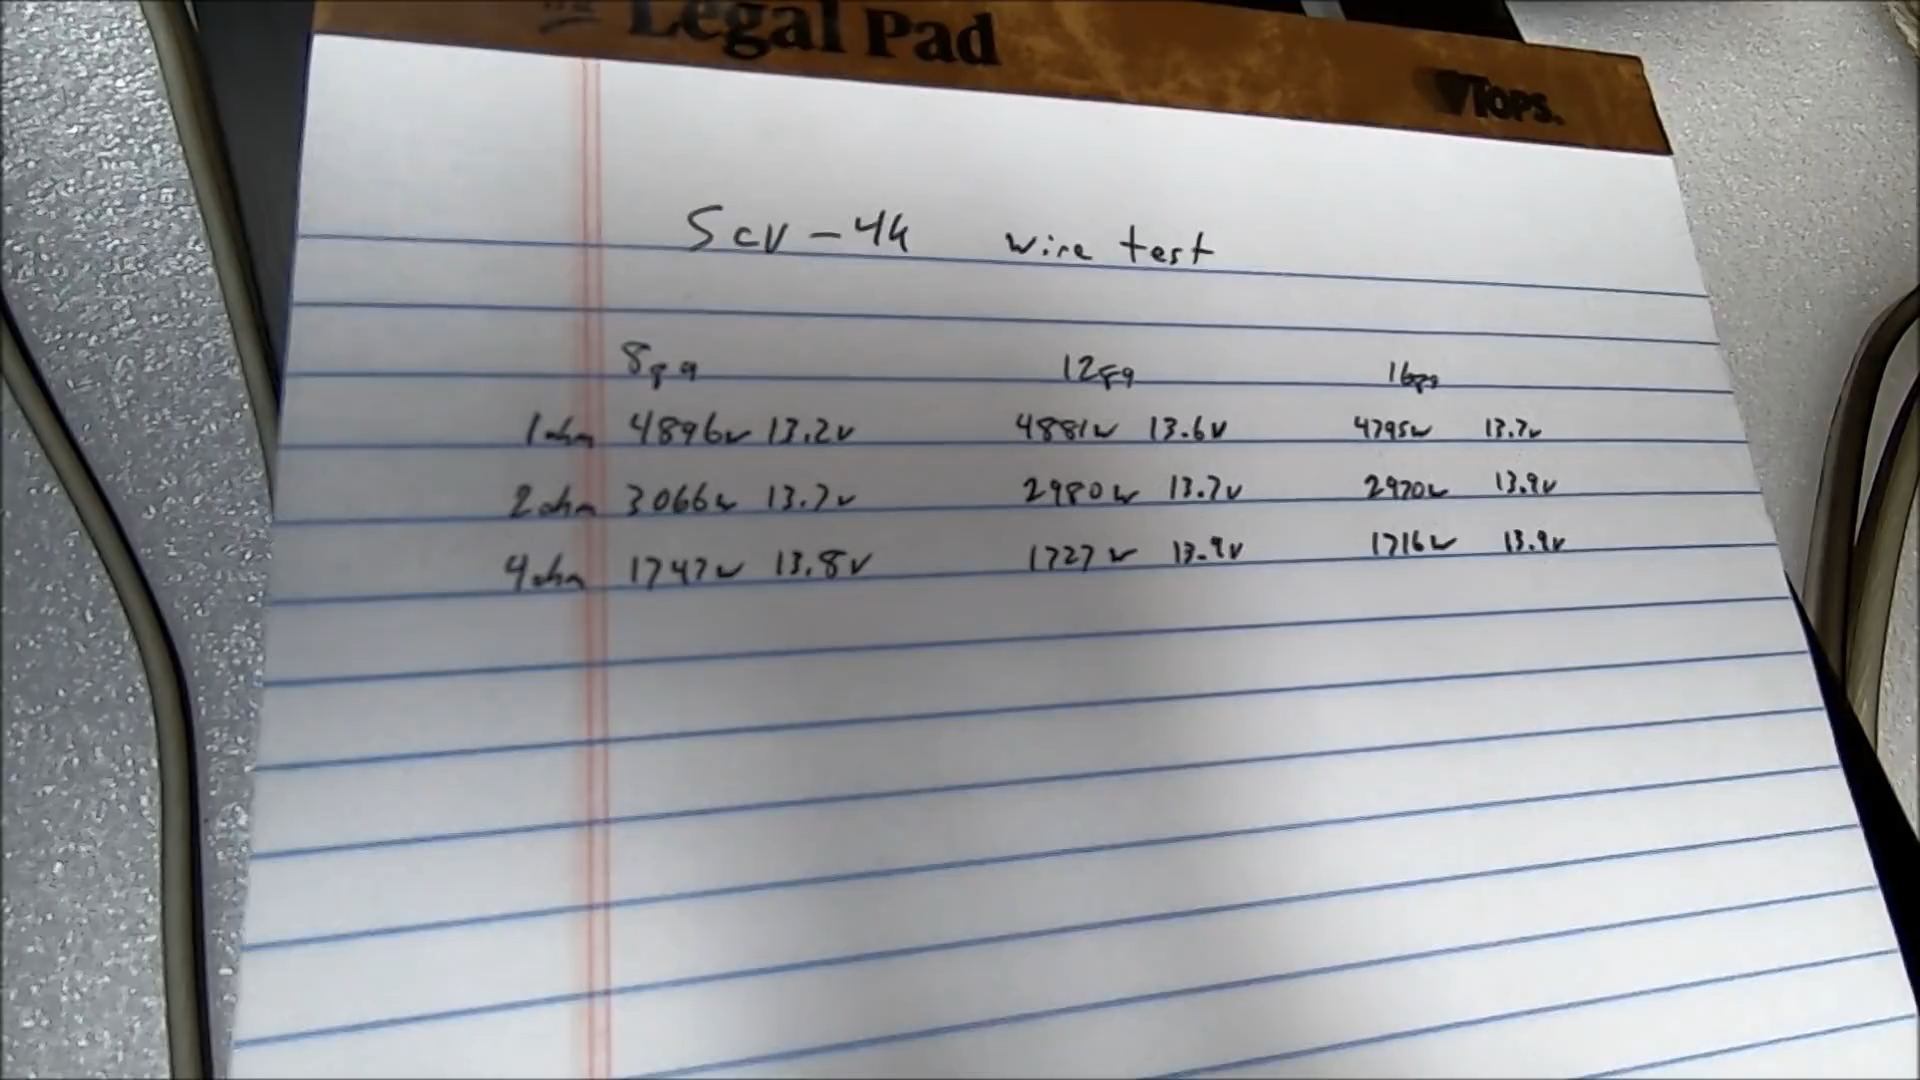 Legal Pad
TOPS.
Scv-4k wire test
8ga 12ga 16ga
1ohm 4896w 13.2v 4881w 13.6v 4795w 13.7v
2ohm 3066w 13.7v 2980w 13.7v 2970w 13.9v
4ohm 1747w 13.8v 1727w 13.9v 1716w 13.9v